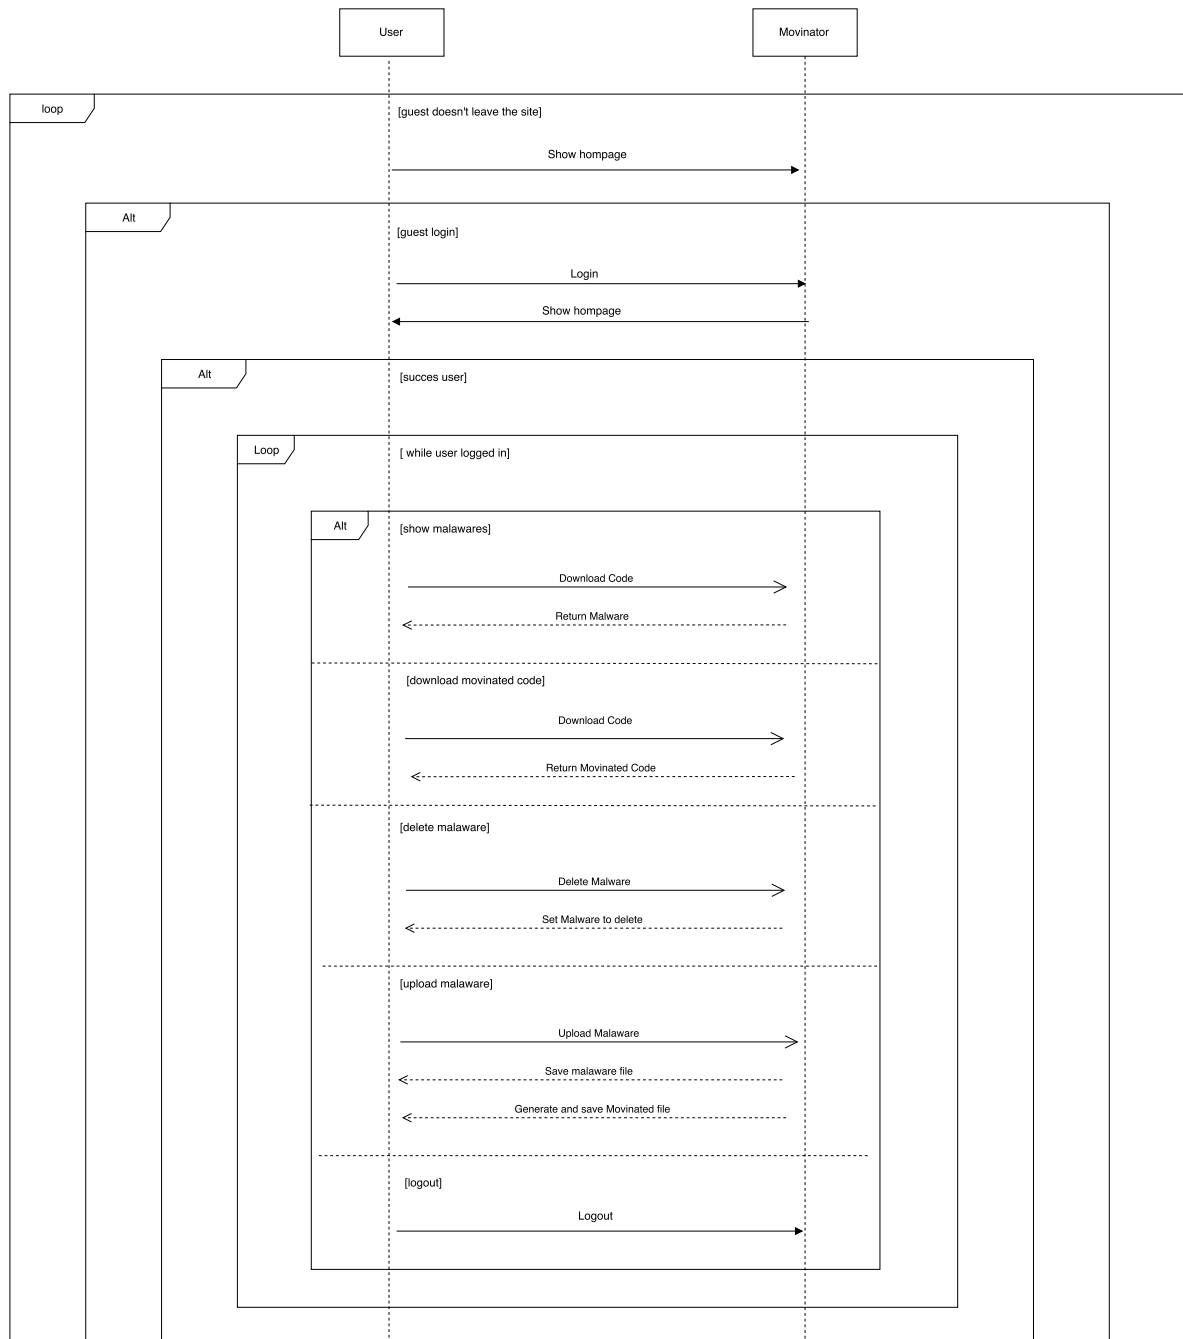 User
Movinator
loop
[guest doesn't leave the site]
Show hompage
Alt
[guest login]
Login
Show hompage
Alt
[succes user]
Loop
[ while user logged in]
Alt
[show malawares]
Download Code
Return Malware
[download movinated code]
Download Code
Return Movinated Code
[delete malaware]
Delete Malware
Set Malware to delete
[upload malaware]
Upload Malaware
Save malaware file
Generate and save Movinated file
[logout]
Logout